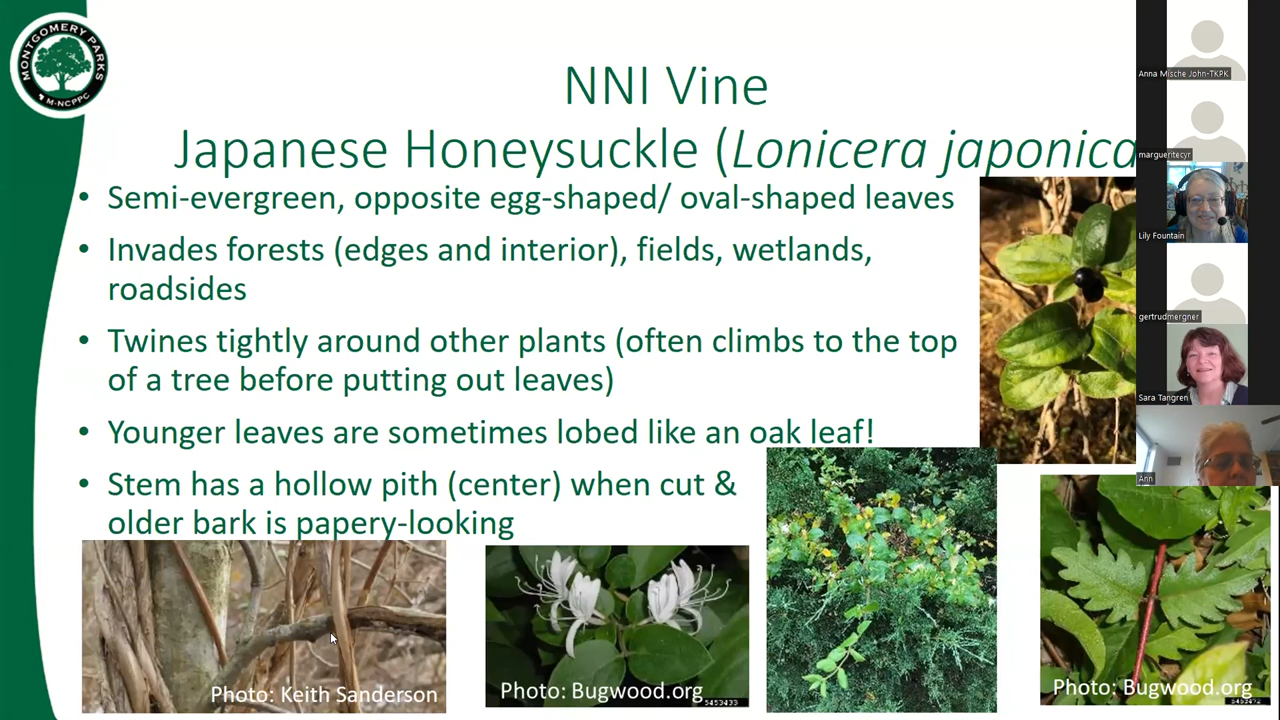 MONTGOMERY PARKS
M-NCPPC
NNI Vine
Japanese Honeysuckle (Lonicera japonica
• Semi-evergreen, opposite egg-shaped/ oval-shaped leaves
• Invades forests (edges and interior), fields, wetlands,
roadsides
• Twines tightly around other plants (often climbs to the top
of a tree before putting out leaves)
• Younger leaves are sometimes lobed like an oak leaf!
• Stem has a hollow pith (center) when cut &
older bark is papery-looking
Photo: Keith Sanderson
Photo: Bugwood.org
5453433
Photo: Bugwood.org
Anna Mische John-TKPK
margueritecyr
Lily Fountain
gertrudmergner
Sara Tangren
Ann